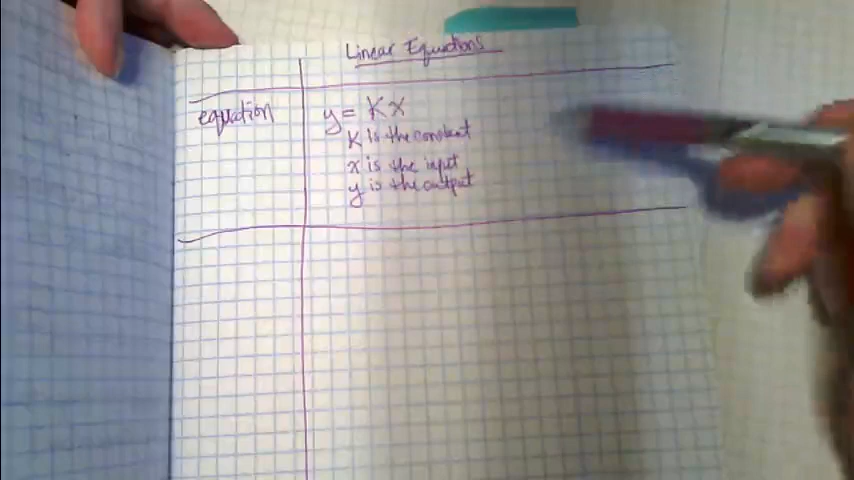 Linear Equations
equation
y = Kx
K is the constant
x is the input
y is the output